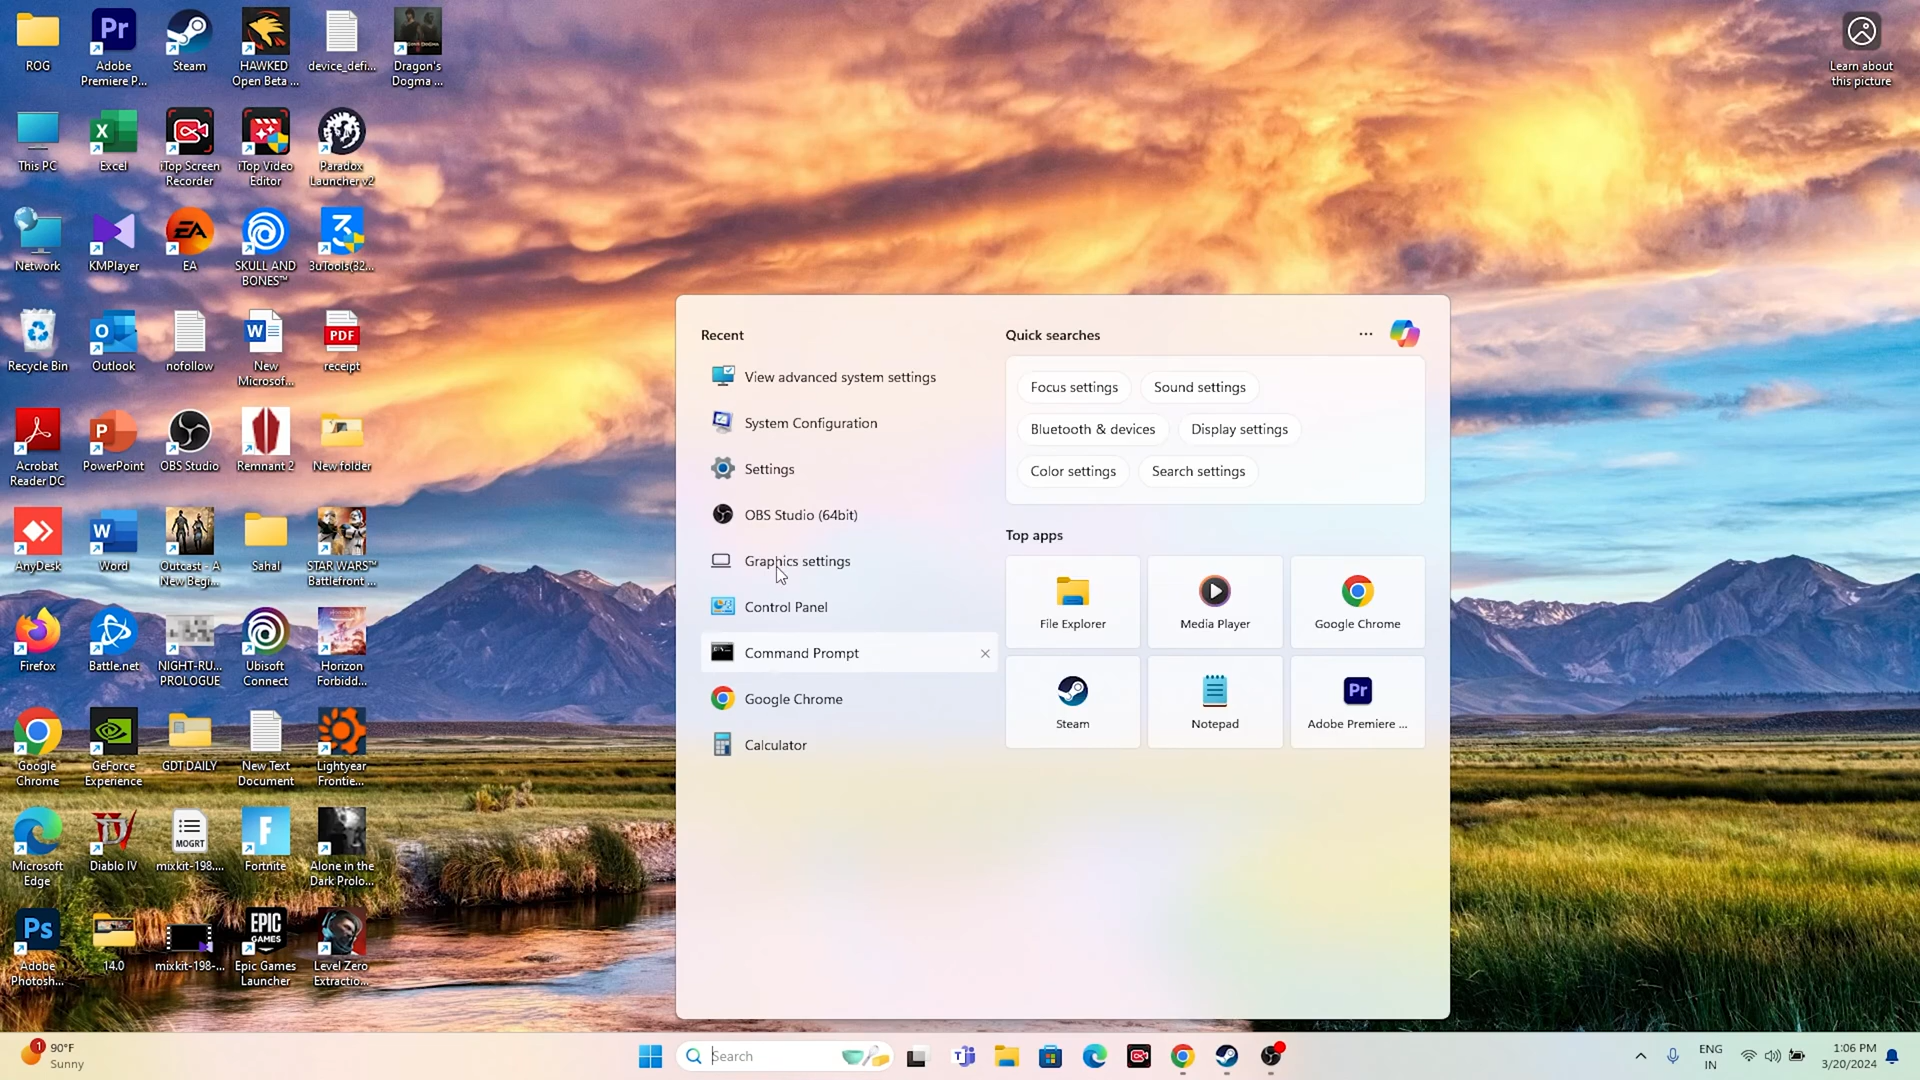 ROG
Adobe
Premiere P...
Steam
HAWKED
Open Beta ...
device_defi...
Dragon's
Dogma ...
Learn about
this picture
This PC
Excel
iTop Screen
Recorder
iTop Video
Editor
Paradox
Launcher v2
Network
KMPlayer
EA
SKULL AND
BONES™
3uTools(32...
Recycle Bin
Outlook
nofollow
New
Microsof...
PDF
receipt
Acrobat
Reader DC
PowerPoint
OBS Studio
Remnant 2
New folder
AnyDesk
Word
Outcast - A
New Begi...
Sahal
STAR WARS™
Battlefront ...
Firefox
Battle.net
NIGHT-RU...
PROLOGUE
Ubisoft
Connect
Horizon
Forbidd...
Google
Chrome
GeForce
Experience
GDT DAILY
New Text
Document
Lightyear
Frontie...
Microsoft
Edge
Diablo IV
MOGRT
mixkit-198....
Fortnite
Alone in the
Dark Prolo...
Adobe
Photosh...
14.0
mixkit-198-...
EPIC
GAMES
Epic Games
Launcher
Level Zero
Extractio...
Recent
View advanced system settings
System Configuration
Settings
OBS Studio (64bit)
Graphics settings
Control Panel
Command Prompt
Google Chrome
Calculator
Quick searches
Focus settings
Sound settings
Bluetooth & devices
Display settings
Color settings
Search settings
Top apps
File Explorer
Media Player
Google Chrome
Steam
Notepad
Adobe Premiere ...
1
90°F
Sunny
Search
ENG
IN
1:06 PM
3/20/2024